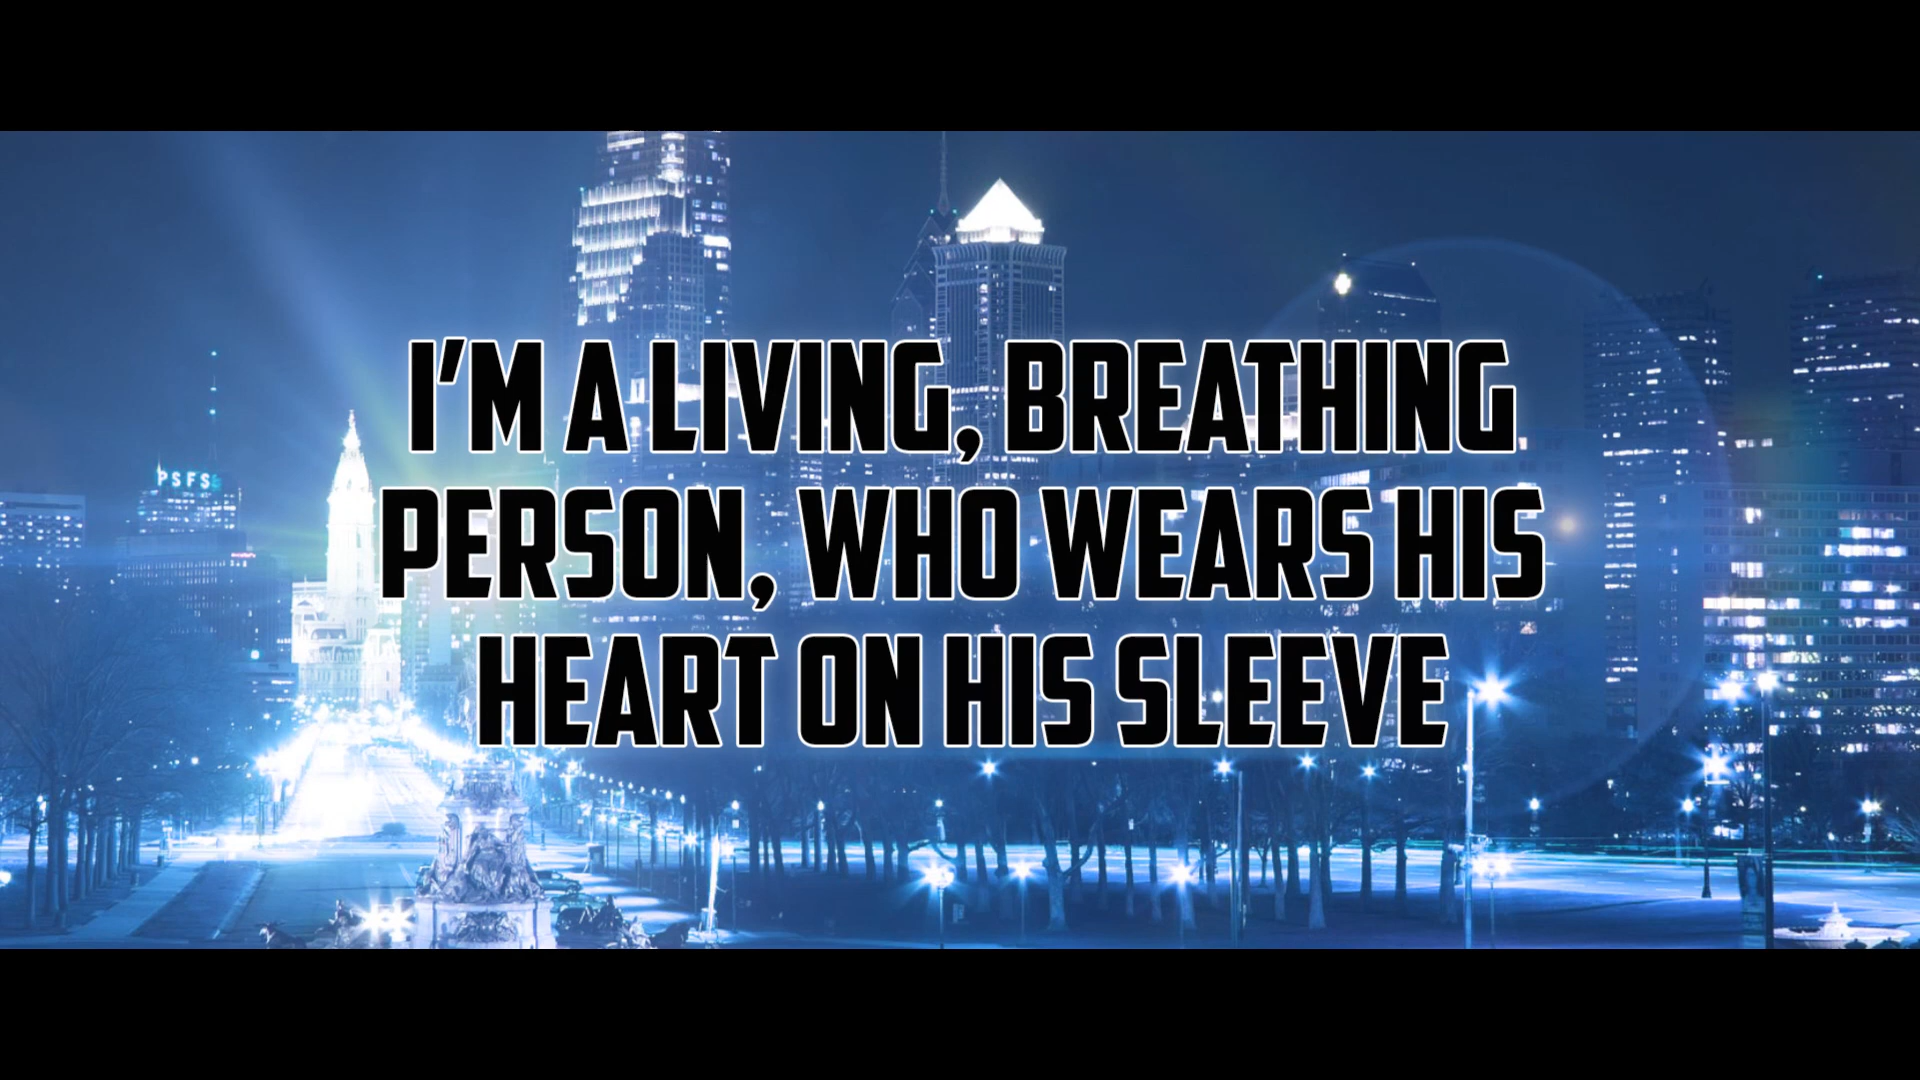 PSFS
I'M A LIVING, BREATHING
PERSON, WHO WEARS HIS
HEART ON HIS SLEEVE